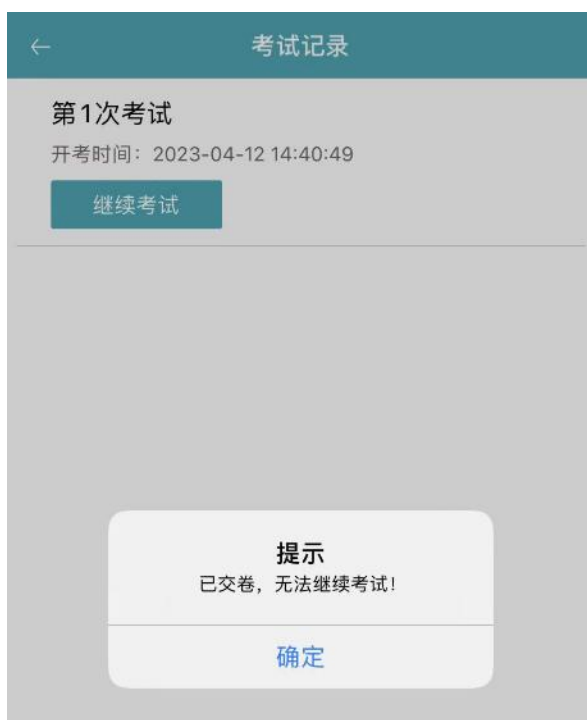 考试记录
第1次考试
开考时间：2023-04-12 14:40:49
继续考试
提示
已交卷，无法继续考试！
确定